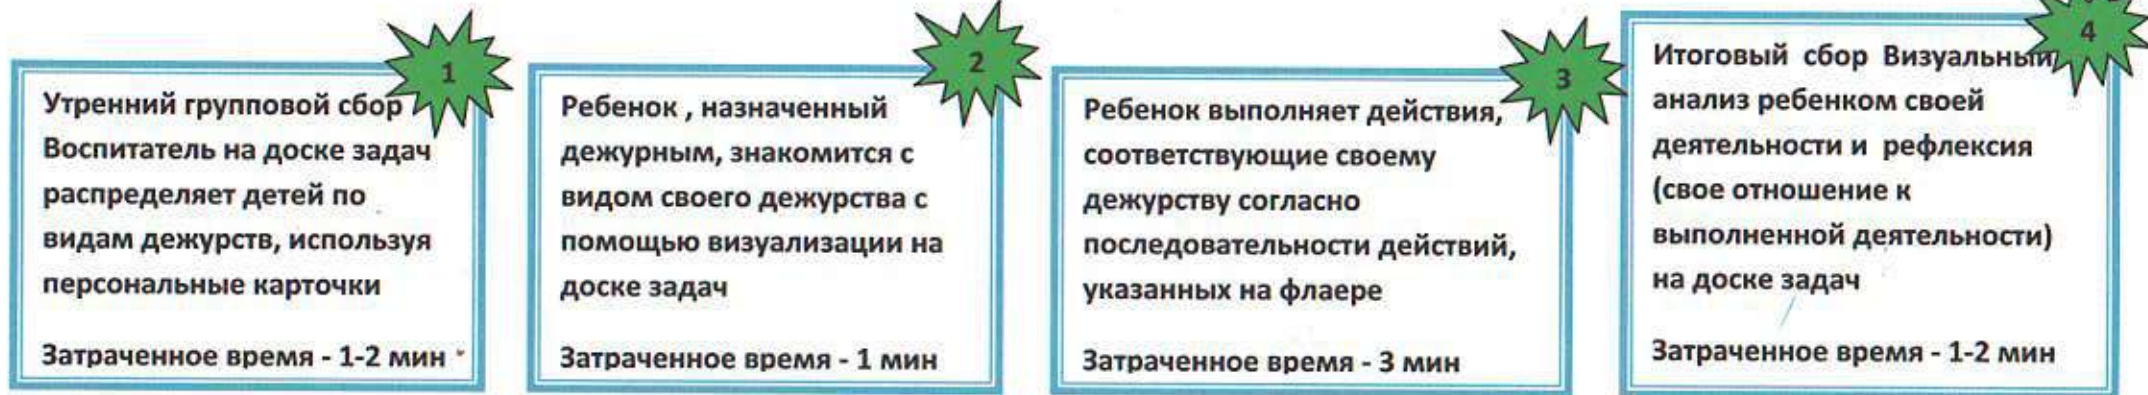 1
Утренний групповой сбор
Воспитатель на доске задач
распределяет детей по
видам дежурств, используя
персональные карточки
Затраченное время - 1-2 мин
2
Ребенок , назначенный
дежурным, знакомится с
видом своего дежурства с
помощью визуализации на
доске задач
Затраченное время - 1 мин
3
Ребенок выполняет действия,
соответствующие своему
дежурству согласно
последовательности действий,
указанных на флаере
Затраченное время - 3 мин
4
Итоговый сбор Визуальный
анализ ребенком своей
деятельности и рефлексия
(свое отношение к
выполненной деятельности)
на доске задач
Затраченное время - 1-2 мин